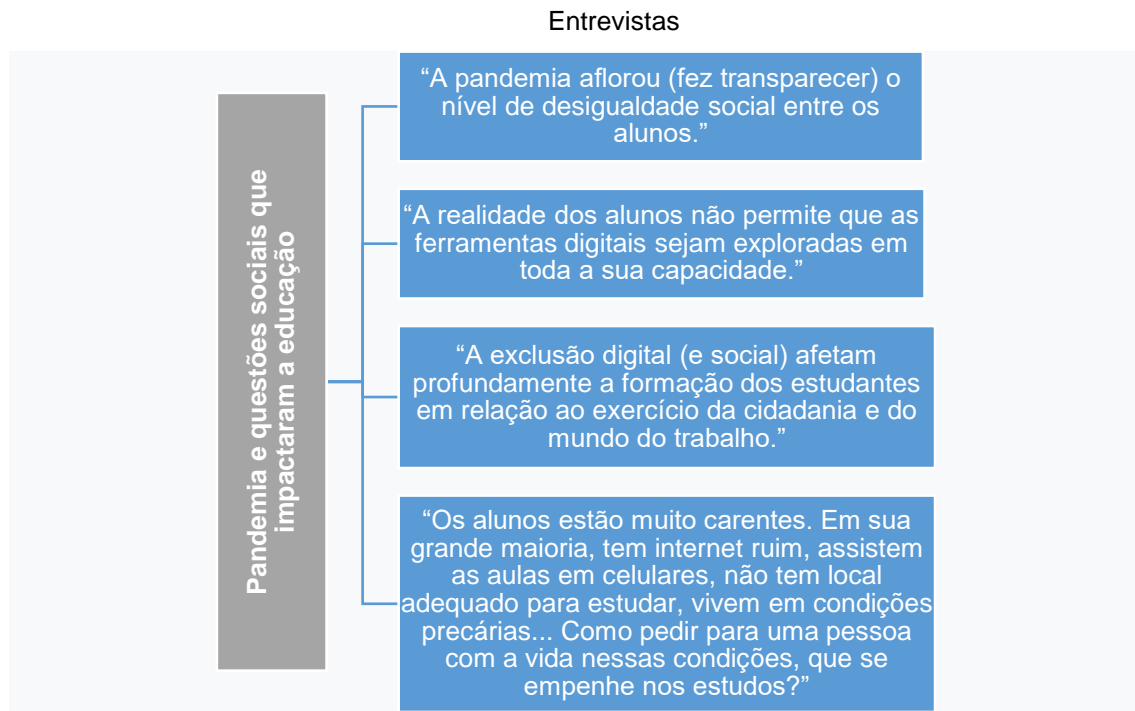 Entrevistas
Pandemia e questões sociais que
impactaram a educação
“A pandemia aflorou (fez transparecer) o
nível de desigualdade social entre os
alunos.”
“A realidade dos alunos não permite que as
ferramentas digitais sejam exploradas em
toda a sua capacidade.”
“A exclusão digital (e social) afetam
profundamente a formação dos estudantes
em relação ao exercício da cidadania e do
mundo do trabalho.”
“Os alunos estão muito carentes. Em sua
grande maioria, tem internet ruim, assistem
as aulas em celulares, não tem local
adequado para estudar, vivem em condições
precárias... Como pedir para uma pessoa
com a vida nessas condições, que se
empenhe nos estudos?”